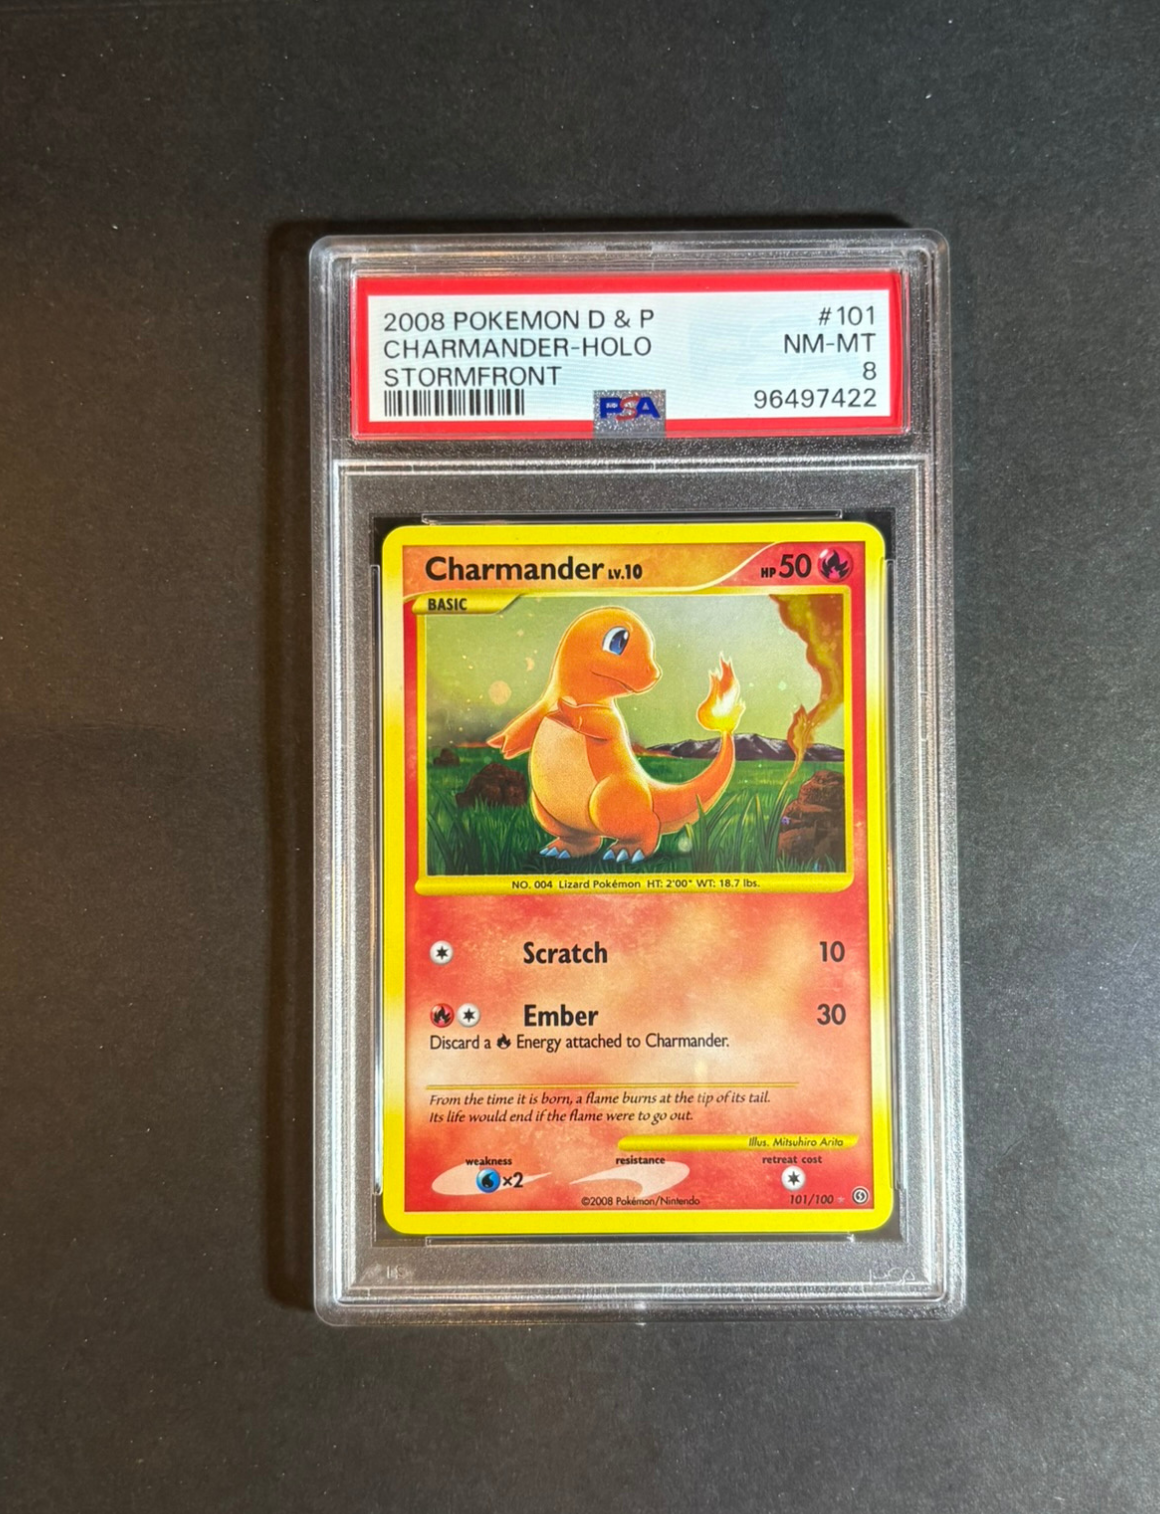 2008 POKEMON D & P #101
CHARMANDER-HOLO NM-MT
STORMFRONT 8
PSA 96497422
Charmander LV.10 HP 50
BASIC
NO. 004 Lizard Pokémon HT: 2'00" WT: 18.7 lbs.
Scratch 10
Ember 30
Discard a Energy attached to Charmander.
From the time it is born, a flame burns at the tip of its tail.
Its life would end if the flame were to go out.
Illus. Mitsuhiro Arita
weakness resistance retreat cost
×2
©2008 Pokémon/Nintendo 101/100